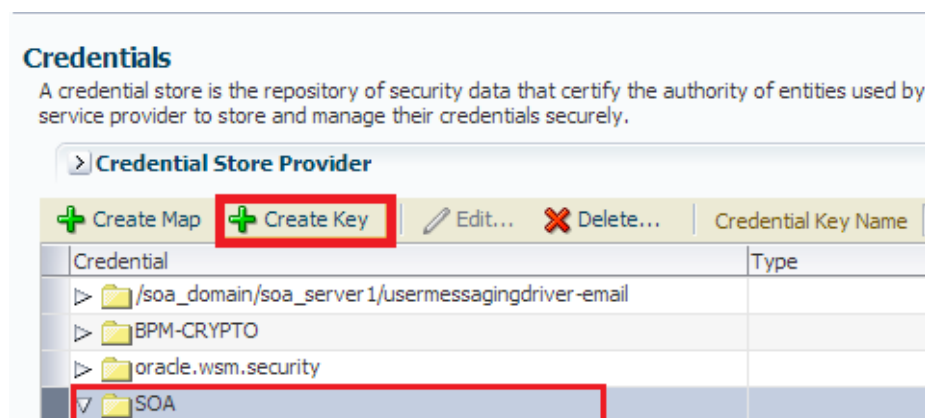 Credentials
A credential store is the repository of security data that certify the authority of entities used by
service provider to store and manage their credentials securely.
Credential Store Provider
Create Map Create Key Edit... Delete... Credential Key Name
Credential Type
/soa_domain/soa_server1/usermessagingdriver-email
BPM-CRYPTO
oracle.wsm.security
SOA